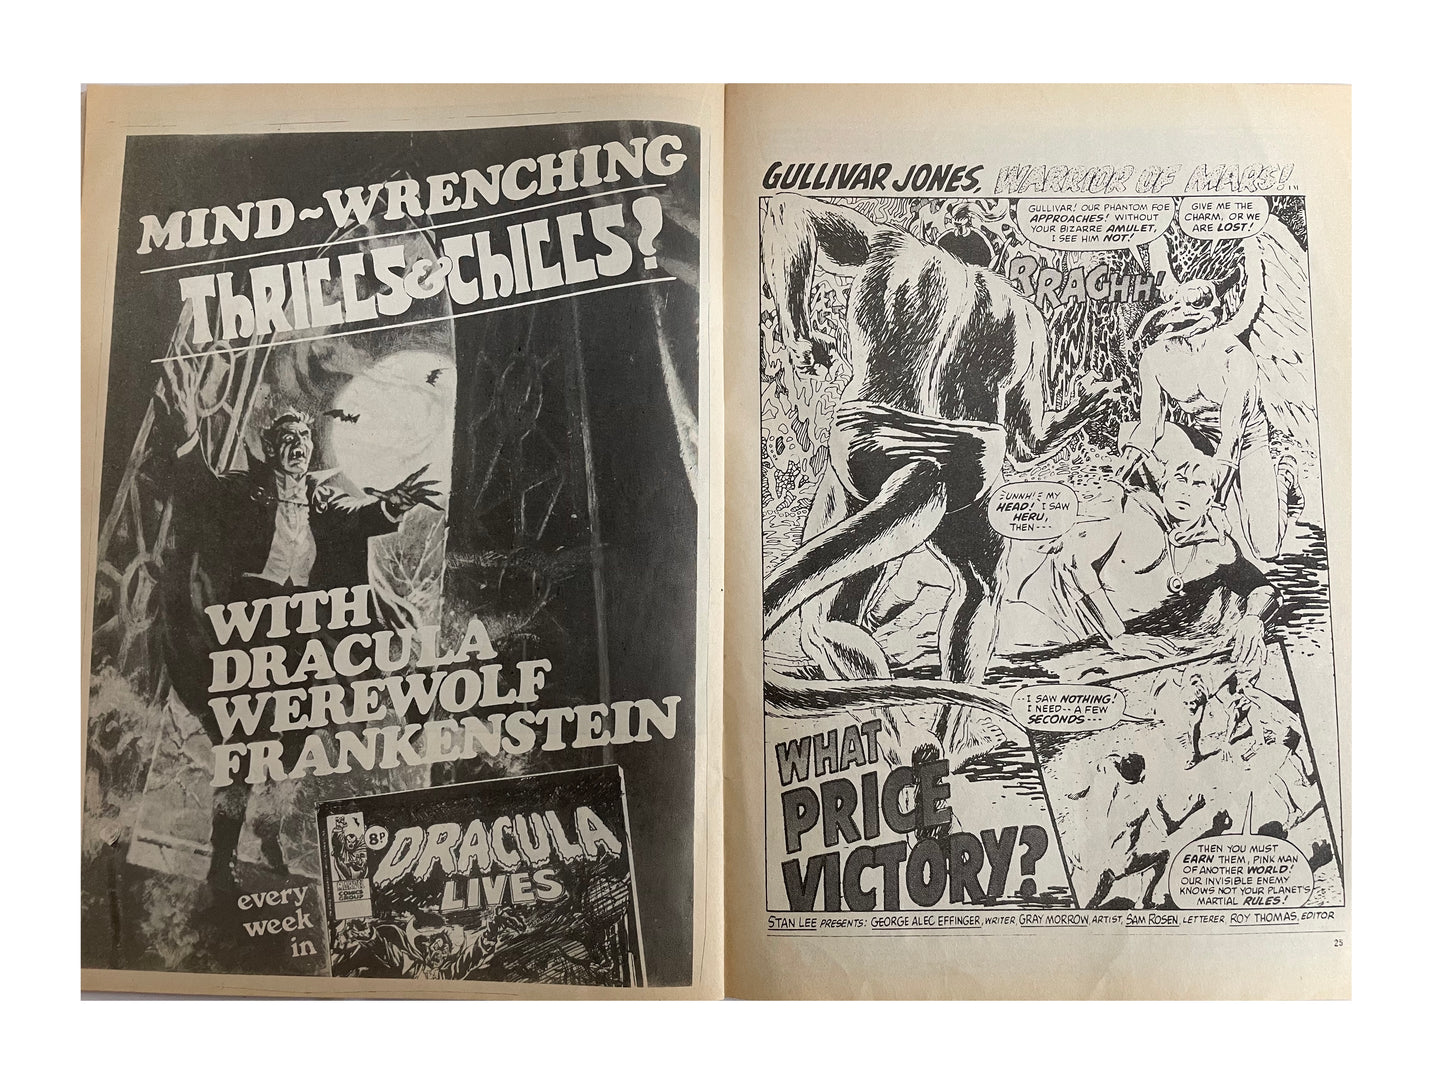 MIND~WRENCHING
THRILLS & CHILLS?
WITH
DRACULA
WEREWOLF
FRANKENSTEIN
every
week
in
8P
DRACULA
LIVES
COMICS
GROUP
GULLIVAR JONES, WARRIOR OF MARS!
GULLIVAR! OUR PHANTOM FOE
APPROACHES! WITHOUT
YOUR BIZARRE AMULET,
I SEE HIM NOT!
GIVE ME THE
CHARM, OR WE
ARE LOST!
RRAGHH!
UNNH! MY
HEAD! I SAW
HERU,
THEN---
--I SAW NOTHING!
I NEED-- A FEW
SECONDS---
WHAT
PRICE
VICTORY?
THEN YOU MUST
EARN THEM, PINK MAN
OF ANOTHER WORLD!
OUR INVISIBLE ENEMY
KNOWS NOT YOUR PLANET'S
MARTIAL RULES!
STAN LEE PRESENTS: GEORGE ALEC EFFINGER, WRITER, GRAY MORROW, ARTIST, SAM ROSEN, LETTERER, ROY THOMAS, EDITOR
25